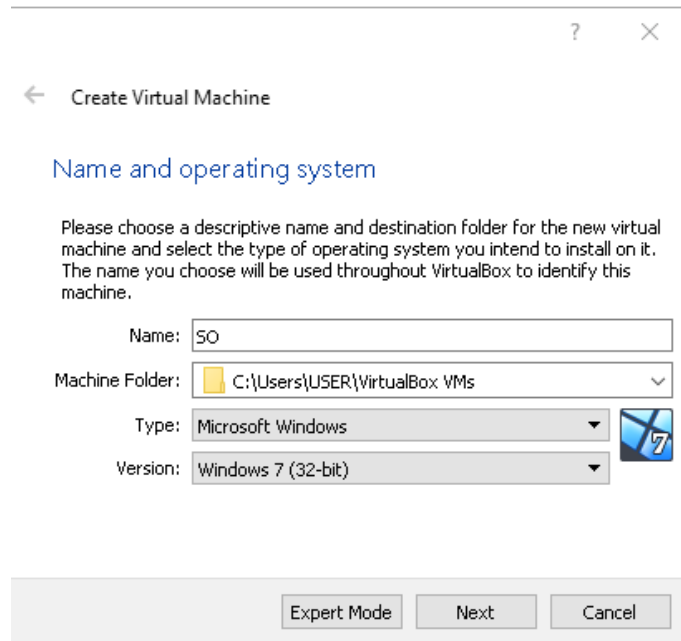 ?
Create Virtual Machine
Name and operating system
Please choose a descriptive name and destination folder for the new virtual
machine and select the type of operating system you intend to install on it.
The name you choose will be used throughout VirtualBox to identify this
machine.
Name: SO
Machine Folder: C:\Users\USER\VirtualBox VMs
Type: Microsoft Windows
7
Version: Windows 7 (32-bit)
Expert Mode Next Cancel